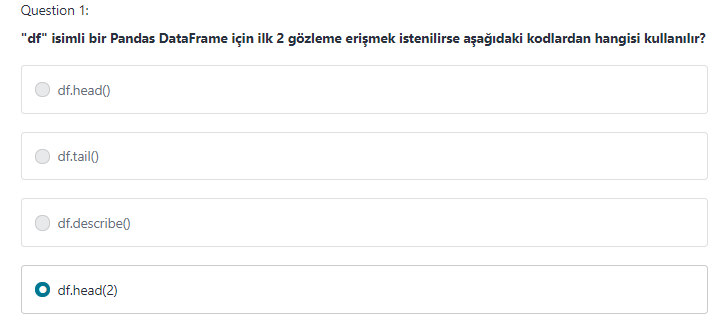 Question 1:
"df" isimli bir Pandas DataFrame için ilk 2 gözleme erişmek istenilirse aşağıdaki kodlardan hangisi kullanılır?
df.head()
df.tail()
df.describe()
df.head(2)